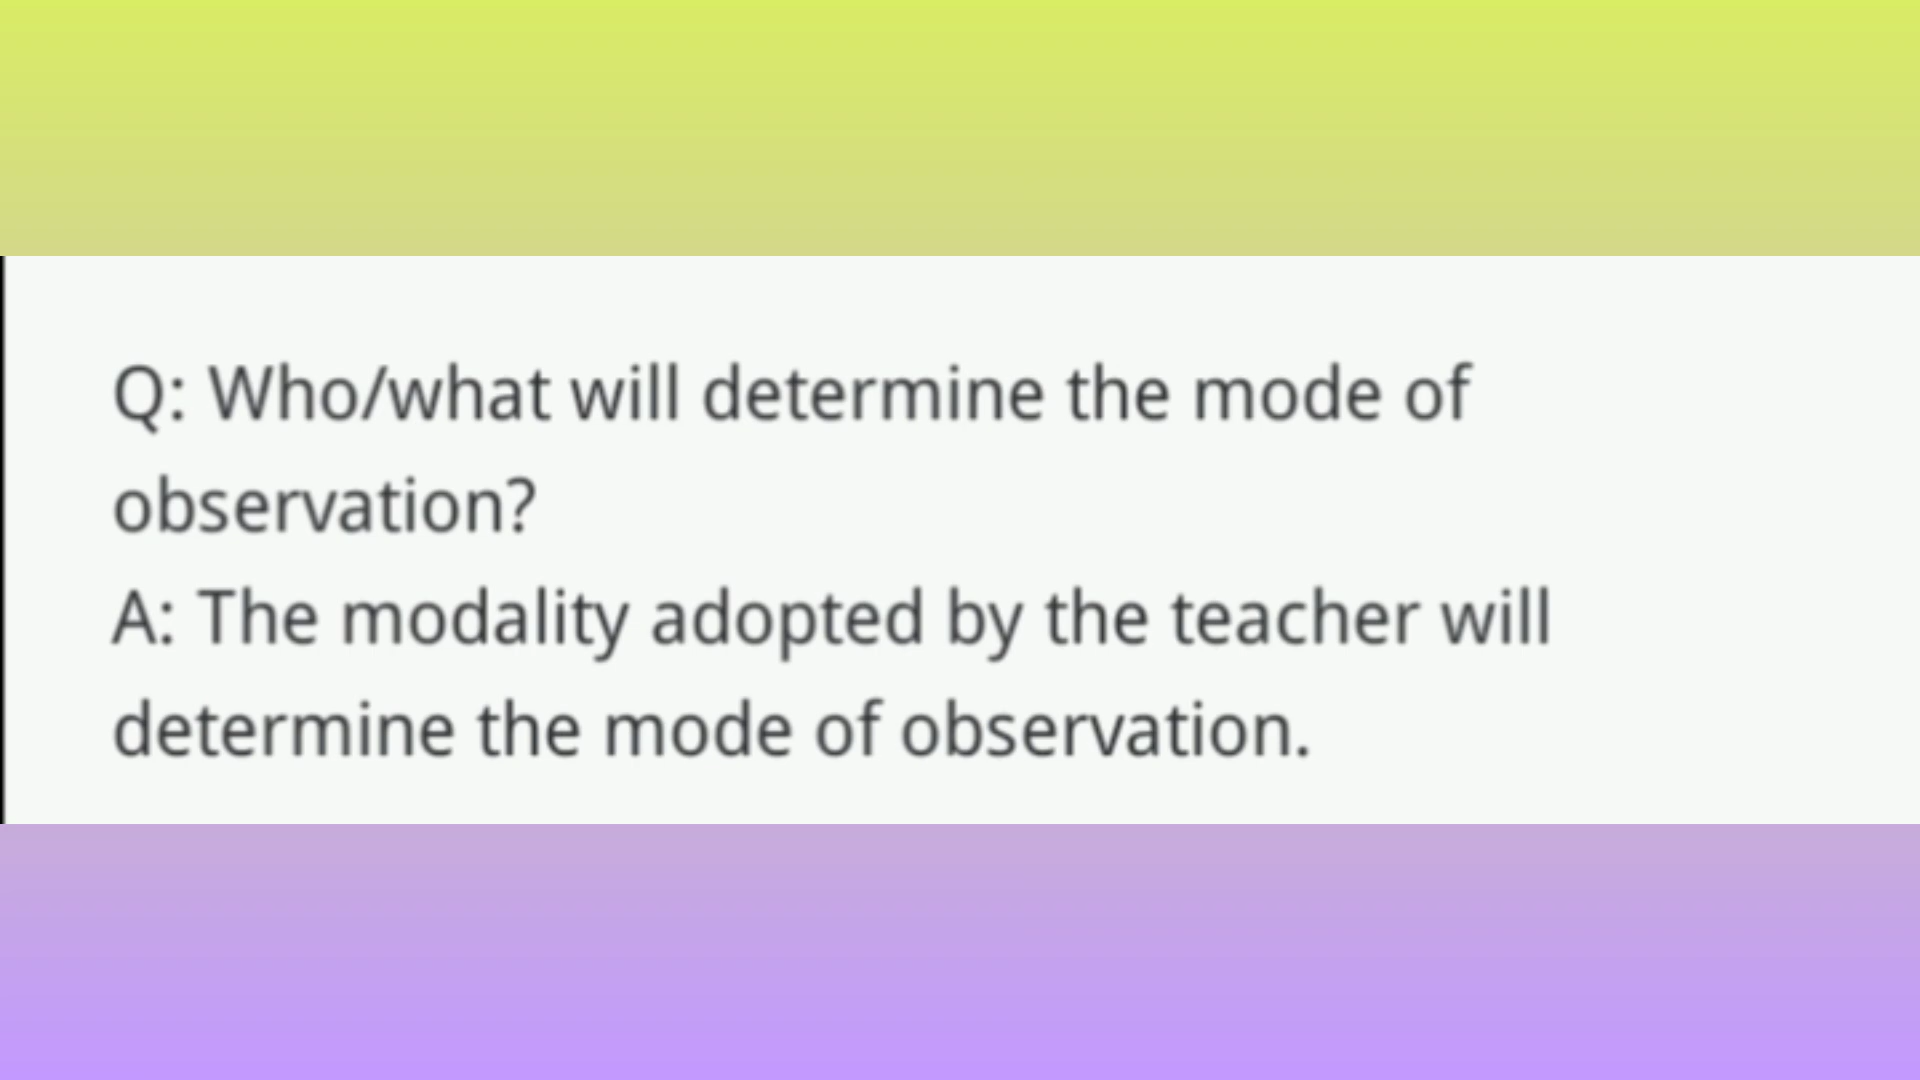 Q: Who/what will determine the mode of
observation?
A: The modality adopted by the teacher will
determine the mode of observation.